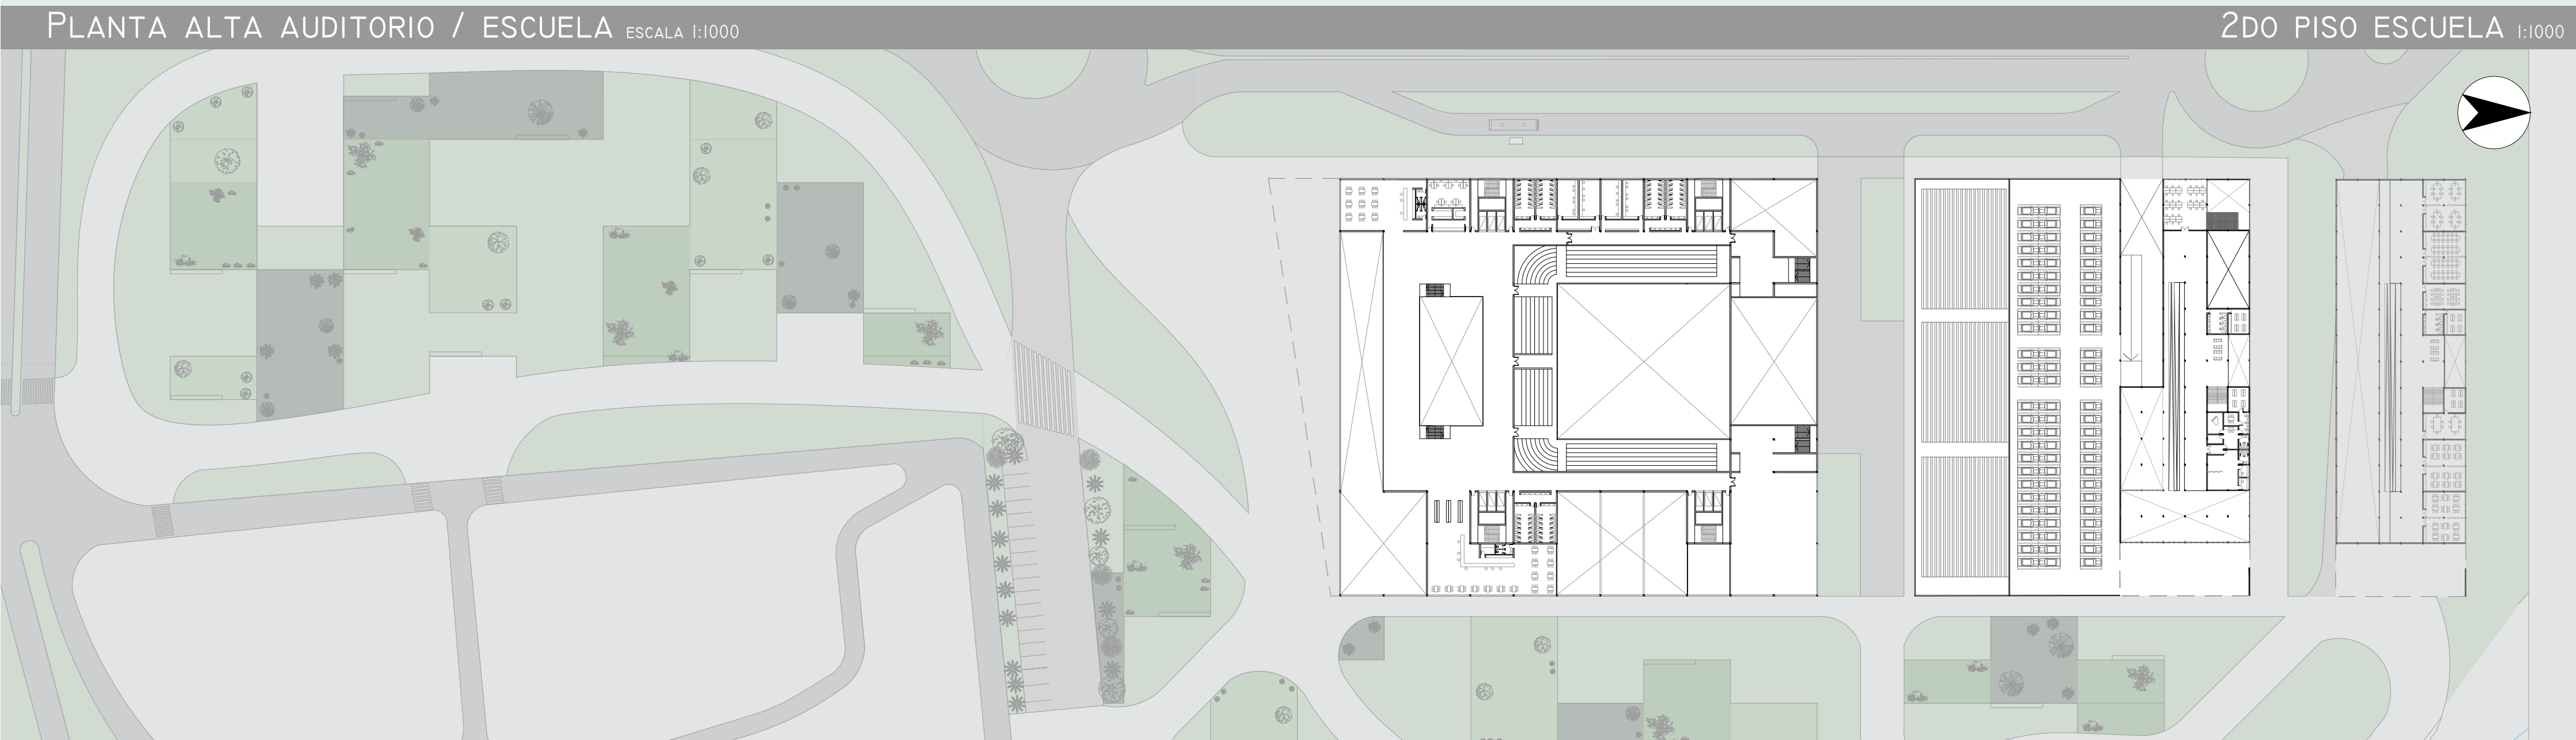 PLANTA ALTA AUDITORIO / ESCUELA ESCALA 1:1000
2DO PISO ESCUELA 1:1000